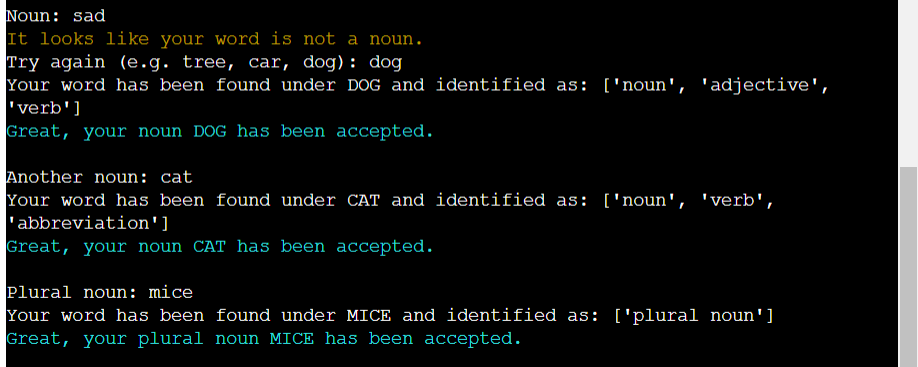 Noun: sad
It looks like your word is not a noun.
Try again (e.g. tree, car, dog): dog
Your word has been found under DOG and identified as: ['noun', 'adjective',
'verb']
Great, your noun DOG has been accepted.
Another noun: cat
Your word has been found under CAT and identified as: ['noun', 'verb',
'abbreviation']
Great, your noun CAT has been accepted.
Plural noun: mice
Your word has been found under MICE and identified as: ['plural noun']
Great, your plural noun MICE has been accepted.